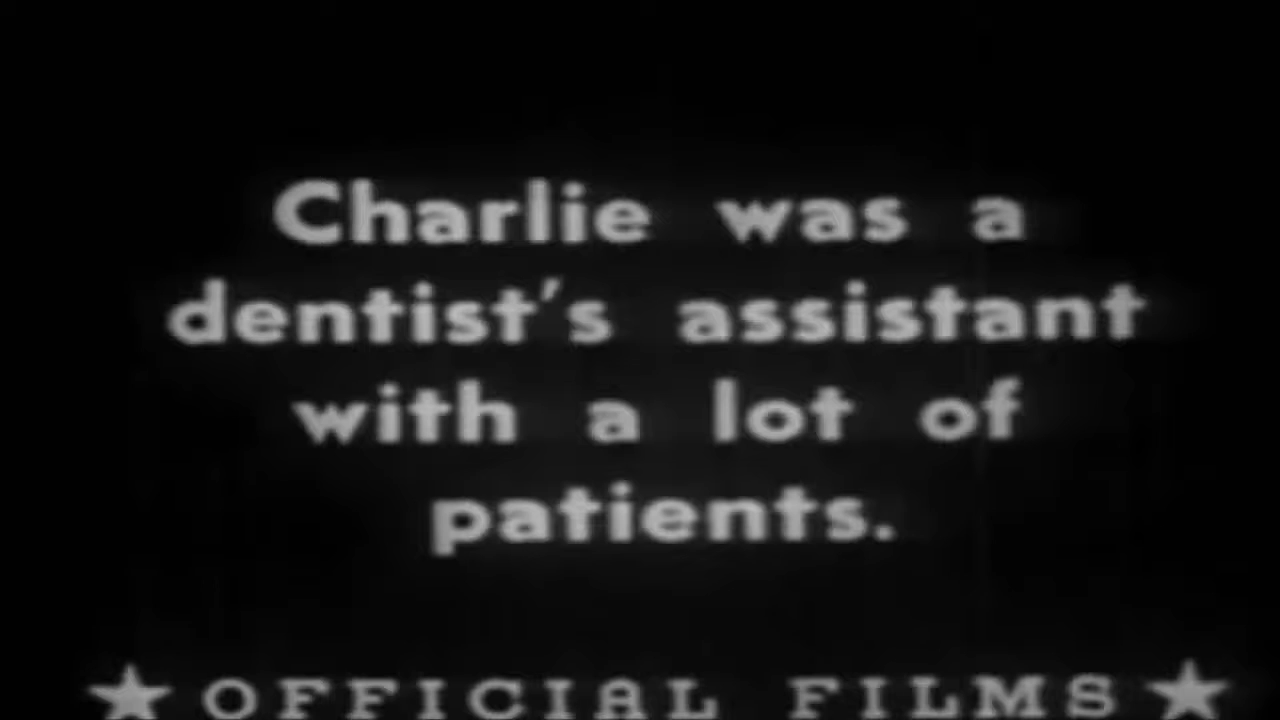 Charlie was a
dentist's assistant
with a lot of
patients.
★ OFFICIAL FILMS ★